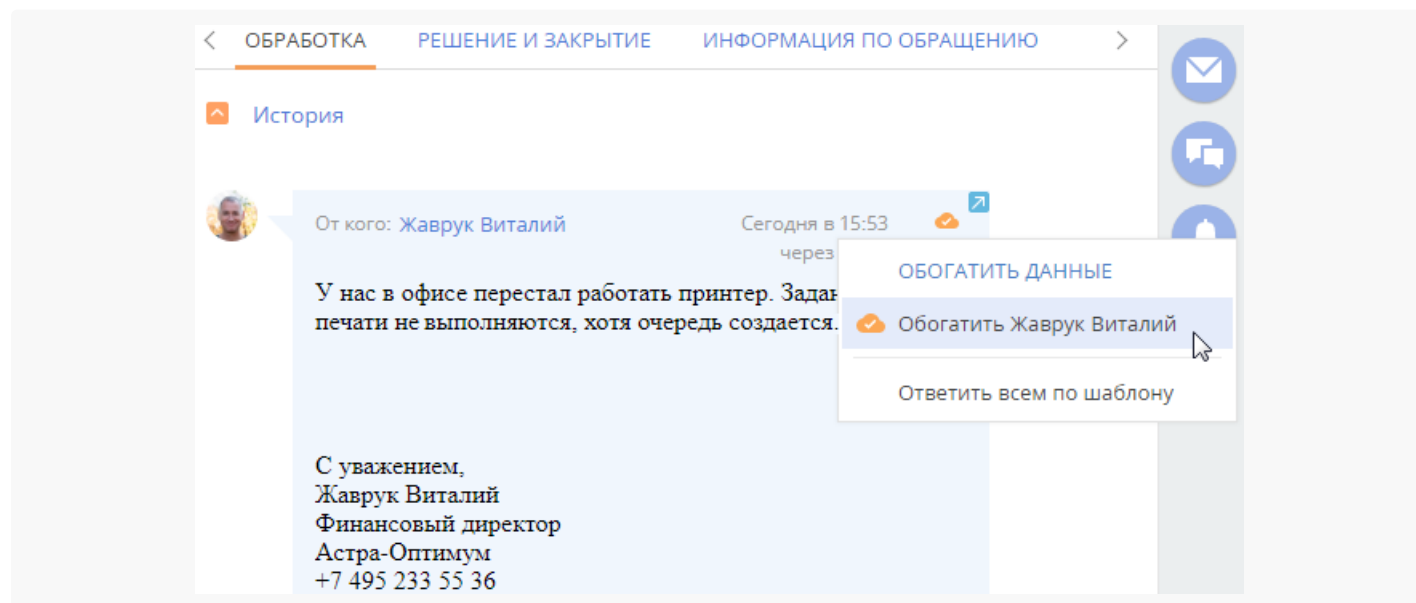 ОБРАБОТКА РЕШЕНИЕ И ЗАКРЫТИЕ ИНФОРМАЦИЯ ПО ОБРАЩЕНИЮ
История
От кого: Жаврук Виталий Сегодня в 15:53
через
ОБОГАТИТЬ ДАННЫЕ
У нас в офисе перестал работать принтер.
печати не выполняются, хотя очередь создается.
Обогатить Жаврук Виталий
Ответить всем по шаблону
С уважением,
Жаврук Виталий
Финансовый директор
Астра-Оптимум
+7 495 233 55 36